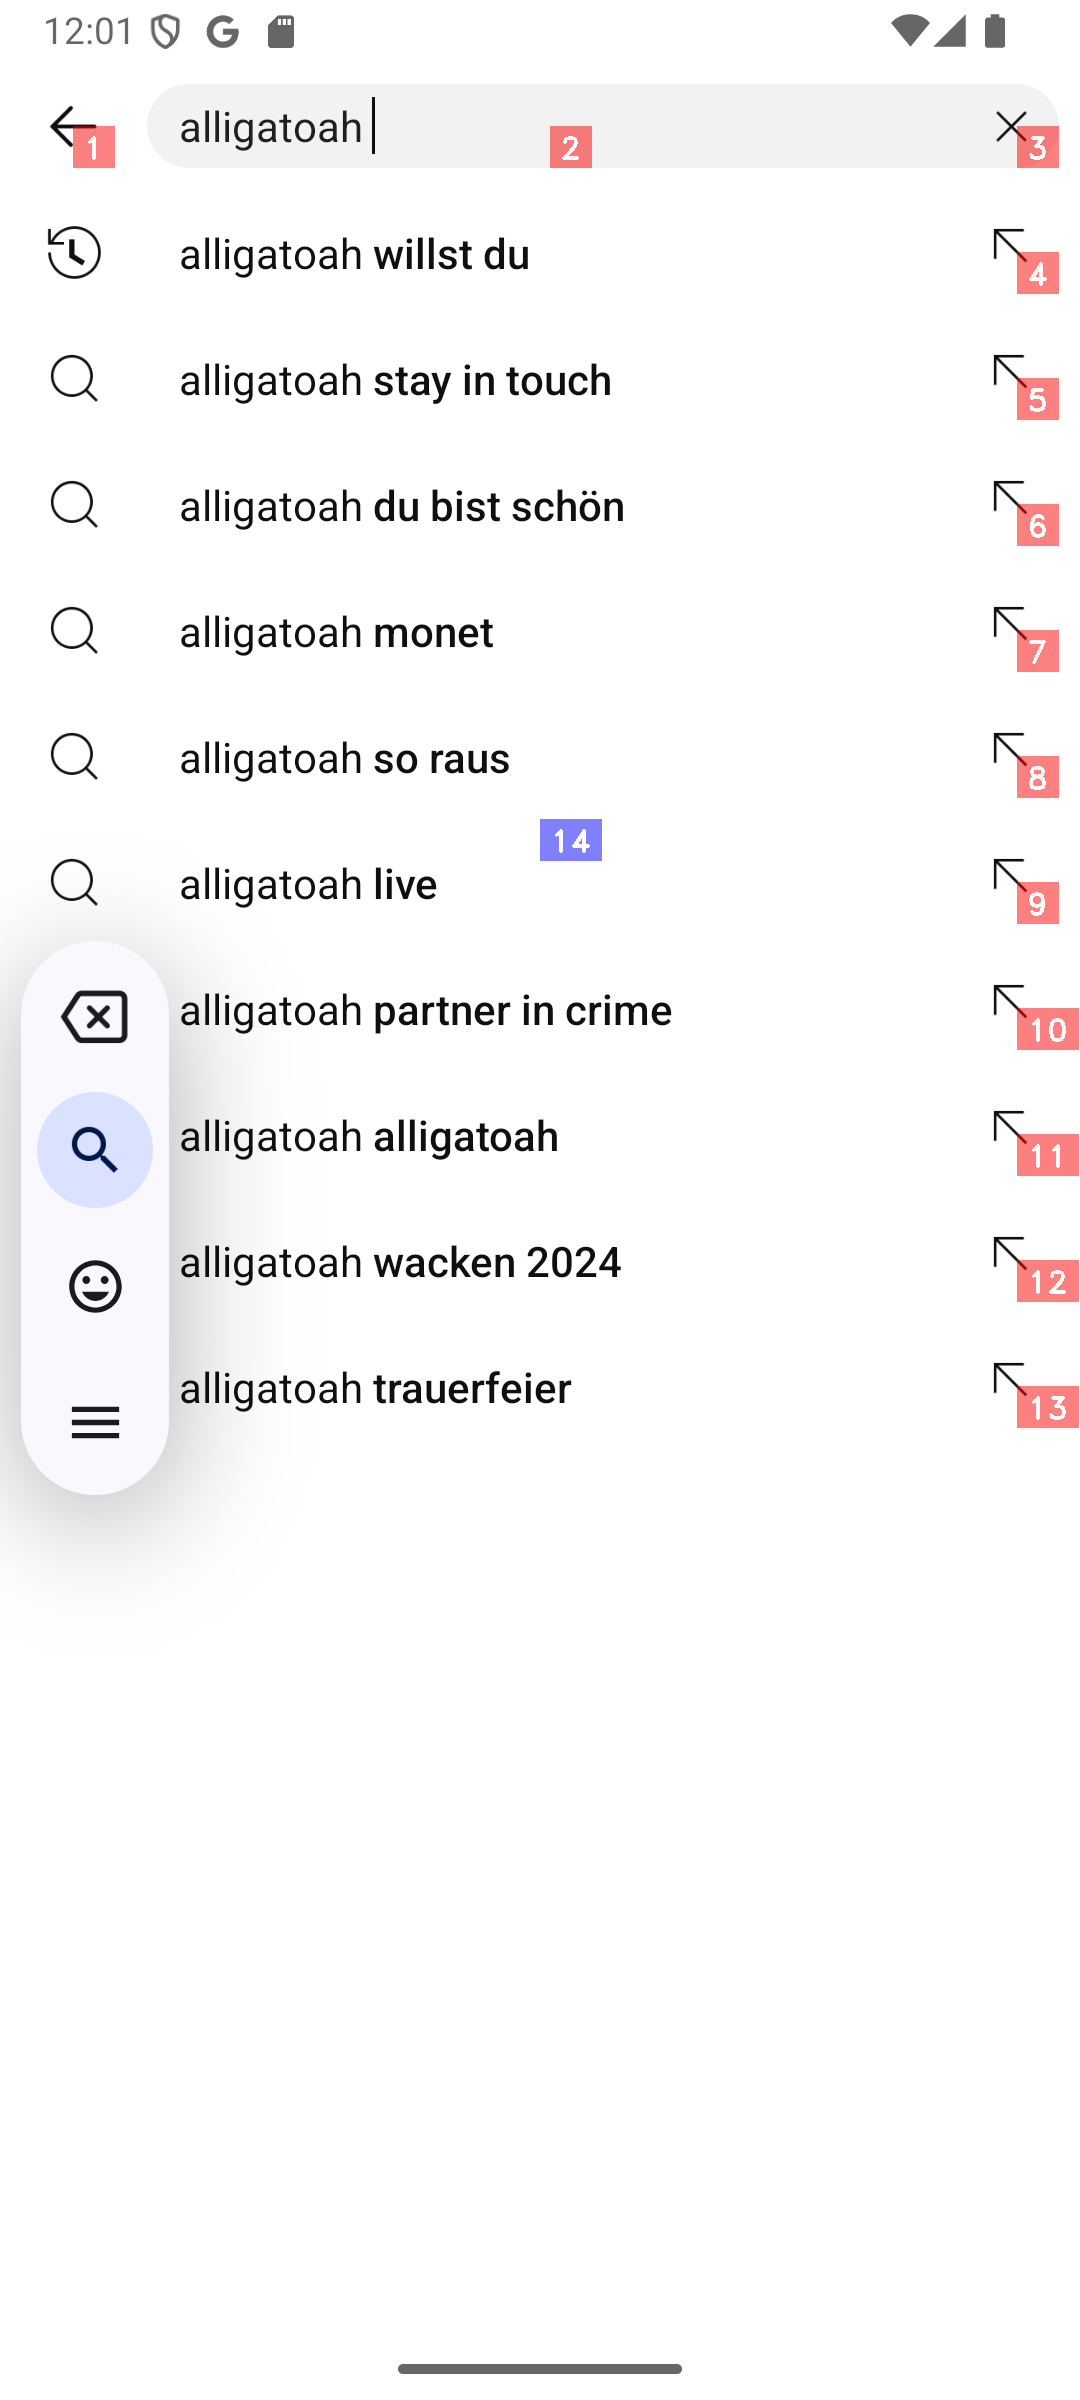 12:01
alligatoah
1
2
3
alligatoah willst du
4
alligatoah stay in touch
5
alligatoah du bist schön
6
alligatoah monet
7
alligatoah so raus
8
14
alligatoah live
9
alligatoah partner in crime
10
alligatoah alligatoah
11
alligatoah wacken 2024
12
alligatoah trauerfeier
13